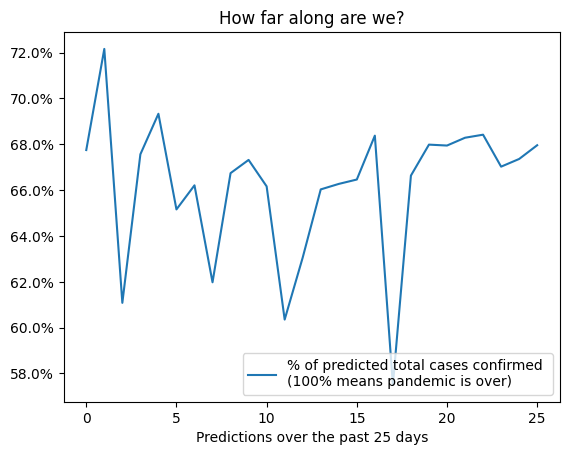 How far along are we?
72.0%
70.0%
68.0%
66.0%
64.0%
62.0%
60.0%
58.0%
% of predicted total cases confirmed
(100% means pandemic is over)
0 5 10 15 20 25
Predictions over the past 25 days